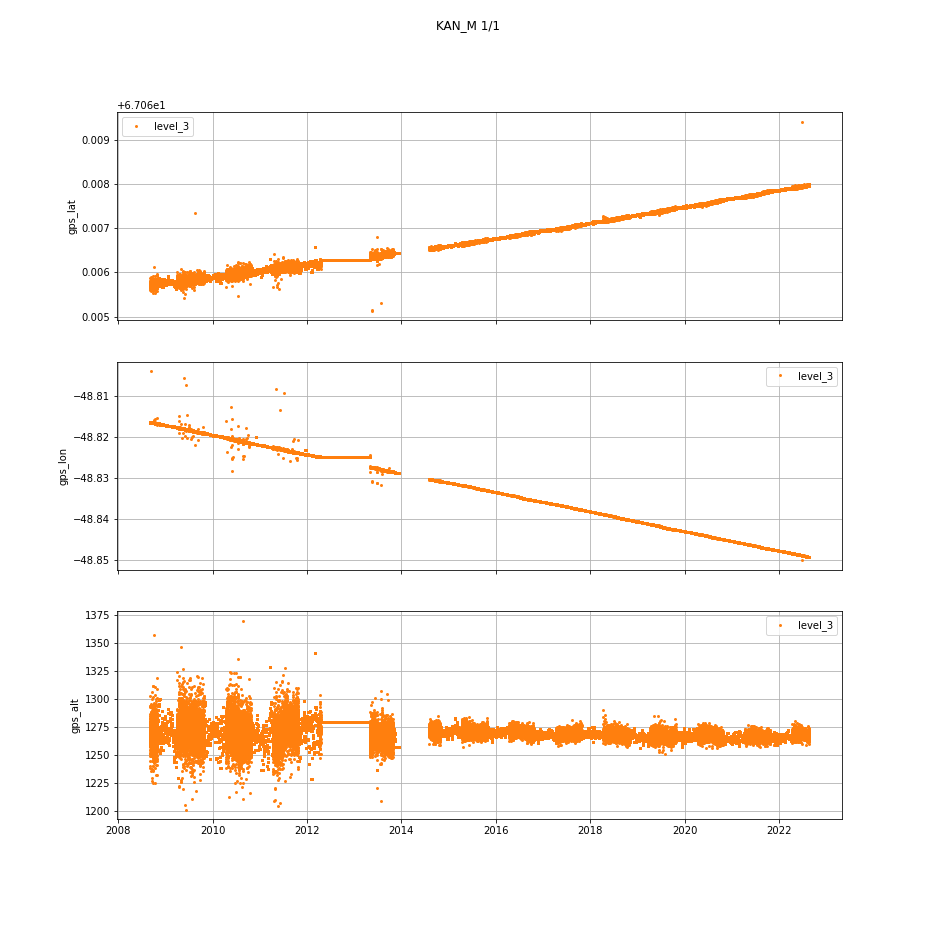 KAN_M 1/1
+6.706e1
level_3
0.009
0.008
0.007
0.006
0.005
gps_lat
level_3
−48.81
−48.82
−48.83
−48.84
−48.85
gps_lon
level_3
1375
1350
1325
1300
1275
1250
1225
1200
gps_alt
2008 2010 2012 2014 2016 2018 2020 2022